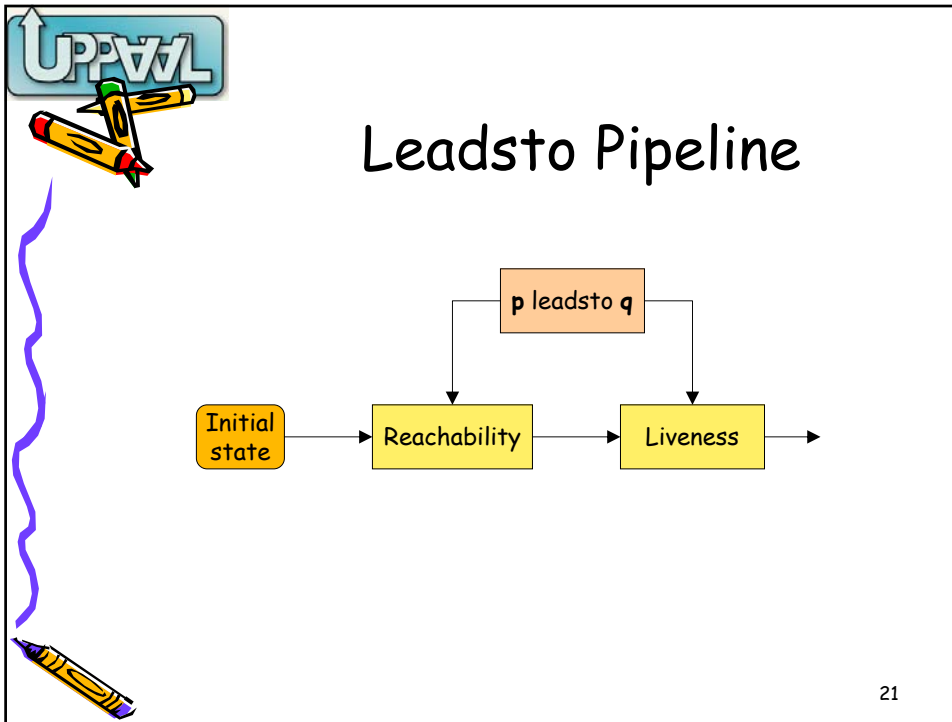 UPPAAL
Leadsto Pipeline
p leadsto q
Initial
state
Reachability
Liveness
21